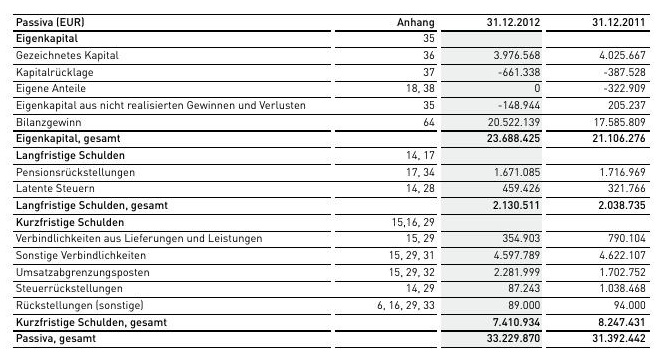 Passiva (EUR) Anhang 31.12.2012 31.12.2011
Eigenkapital 35
Gezeichnetes Kapital 36 3.976.568 4.025.667
Kapitalrücklage 37 -661.338 -387.528
Eigene Anteile 18, 38 0 -322.909
Eigenkapital aus nicht realisierten Gewinnen und Verlusten 35 -148.944 205.237
Bilanzgewinn 64 20.522.139 17.585.809
Eigenkapital, gesamt 23.688.425 21.106.276
Langfristige Schulden 14, 17
Pensionsrückstellungen 17, 34 1.671.085 1.716.969
Latente Steuern 14, 28 459.426 321.766
Langfristige Schulden, gesamt 2.130.511 2.038.735
Kurzfristige Schulden 15,16, 29
Verbindlichkeiten aus Lieferungen und Leistungen 15, 29 354.903 790.104
Sonstige Verbindlichkeiten 15, 29, 31 4.597.789 4.622.107
Umsatzabgrenzungsposten 15, 29, 32 2.281.999 1.702.752
Steuerrückstellungen 14, 29 87.243 1.038.468
Rückstellungen (sonstige) 6, 16, 29, 33 89.000 94.000
Kurzfristige Schulden, gesamt 7.410.934 8.247.431
Passiva, gesamt 33.229.870 31.392.442